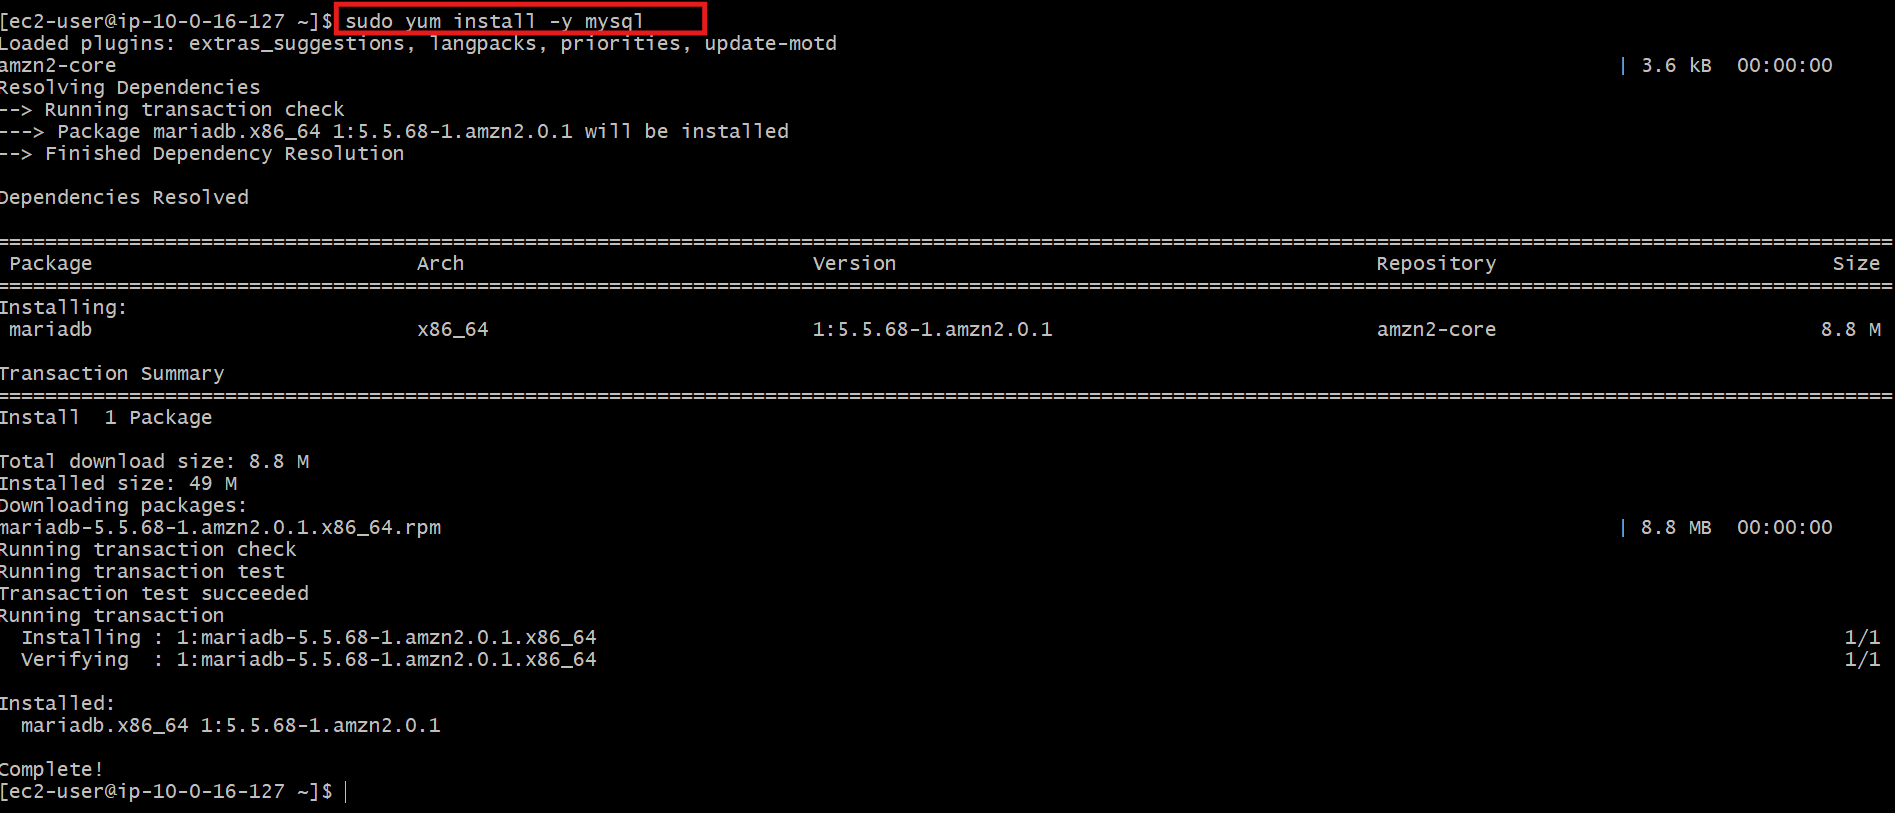 [ec2-user@ip-10-0-16-127 ~]$ sudo yum install -y mysql
Loaded plugins: extras_suggestions, langpacks, priorities, update-motd
amzn2-core | 3.6 kB 00:00:00
Resolving Dependencies
--> Running transaction check
---> Package mariadb.x86_64 1:5.5.68-1.amzn2.0.1 will be installed
--> Finished Dependency Resolution
Dependencies Resolved
Package Arch Version Repository Size
Installing:
mariadb x86_64 1:5.5.68-1.amzn2.0.1 amzn2-core 8.8 M
Transaction Summary
Install 1 Package
Total download size: 8.8 M
Installed size: 49 M
Downloading packages:
mariadb-5.5.68-1.amzn2.0.1.x86_64.rpm | 8.8 MB 00:00:00
Running transaction check
Running transaction test
Transaction test succeeded
Running transaction
Installing : 1:mariadb-5.5.68-1.amzn2.0.1.x86_64 1/1
Verifying : 1:mariadb-5.5.68-1.amzn2.0.1.x86_64 1/1
Installed:
mariadb.x86_64 1:5.5.68-1.amzn2.0.1
Complete!
[ec2-user@ip-10-0-16-127 ~]$